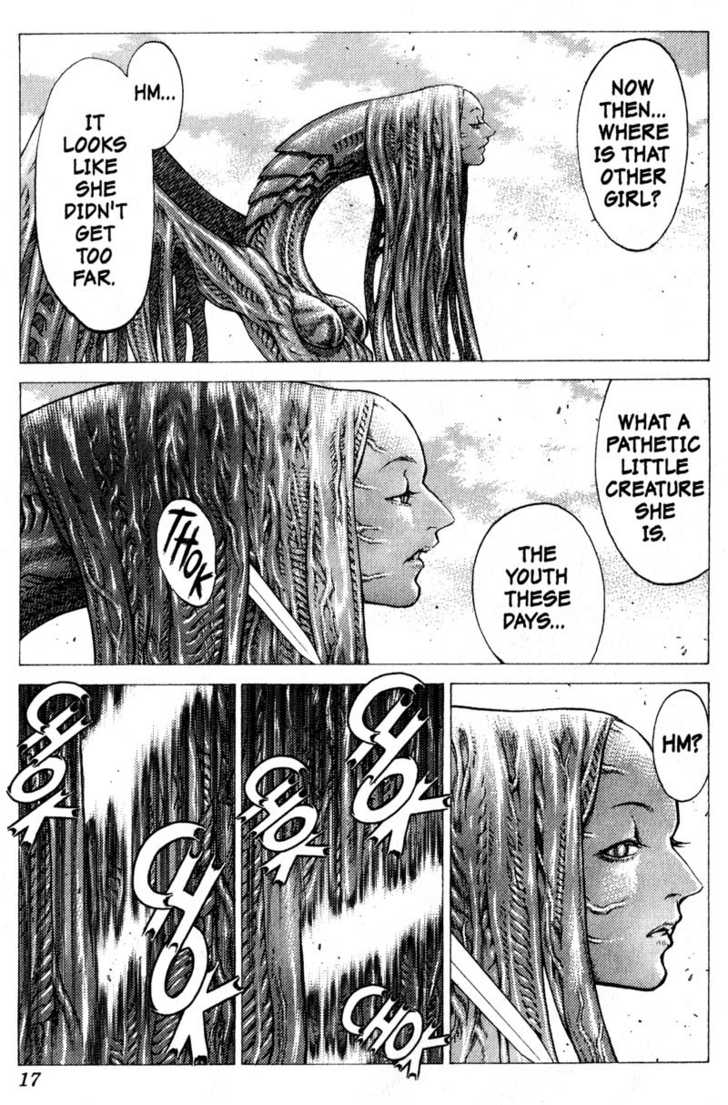 HM...
IT
LOOKS
LIKE
SHE
DIDN'T
GET
TOO
FAR.
NOW
THEN...
WHERE
IS THAT
OTHER
GIRL?
THOK
WHAT A
PATHETIC
LITTLE
CREATURE
SHE
IS.
THE
YOUTH
THESE
DAYS...
CHOK
CHOK
CHOK
CHOK
CHOK
HM?
17